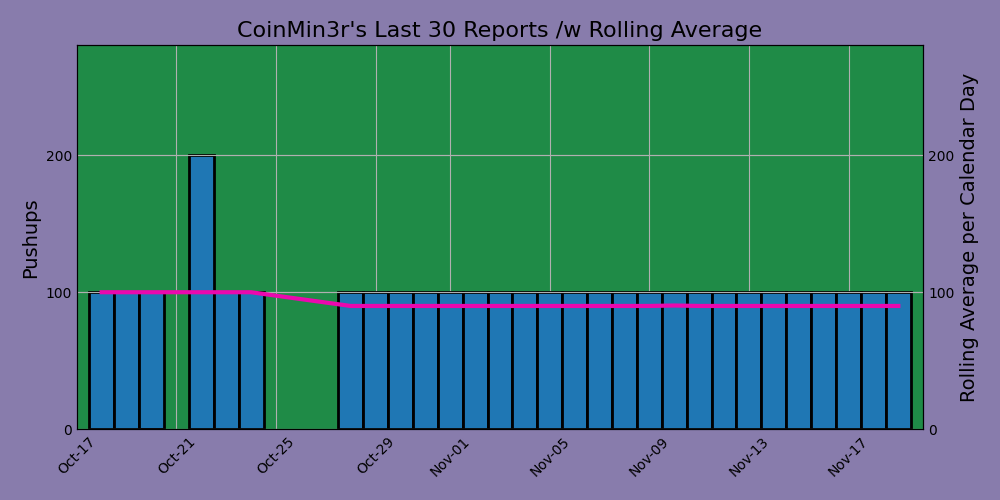 CoinMin3r's Last 30 Reports /w Rolling Average
Pushups
200
100
0
200
100
0
Rolling Average per Calendar Day
Oct-17
Oct-21
Oct-25
Oct-29
Nov-01
Nov-05
Nov-09
Nov-13
Nov-17